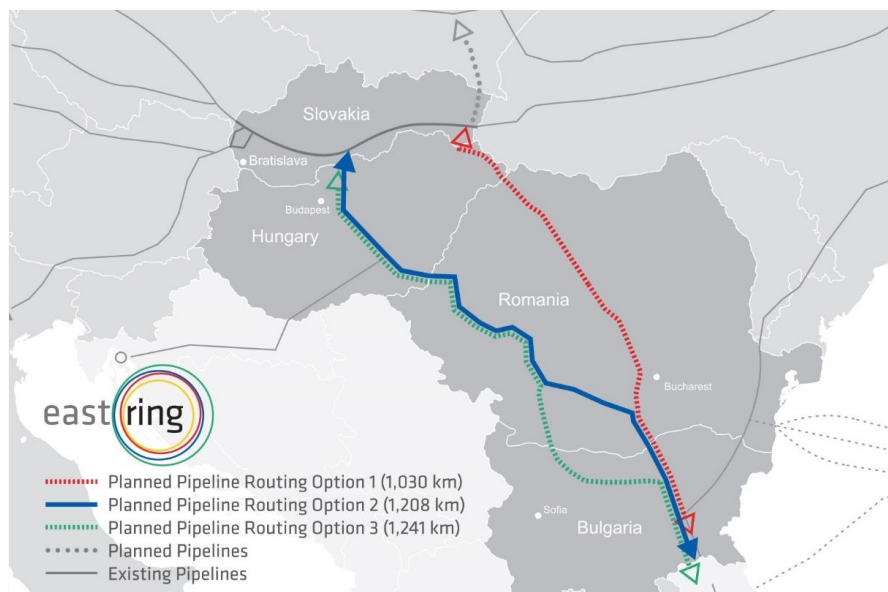 Slovakia
Bratislava
Budapest
Hungary
Romania
Bucharest
eastring
Planned Pipeline Routing Option 1 (1,030 km)
Planned Pipeline Routing Option 2 (1,208 km)
Planned Pipeline Routing Option 3 (1,241 km)
Planned Pipelines
Existing Pipelines
Sofia
Bulgaria